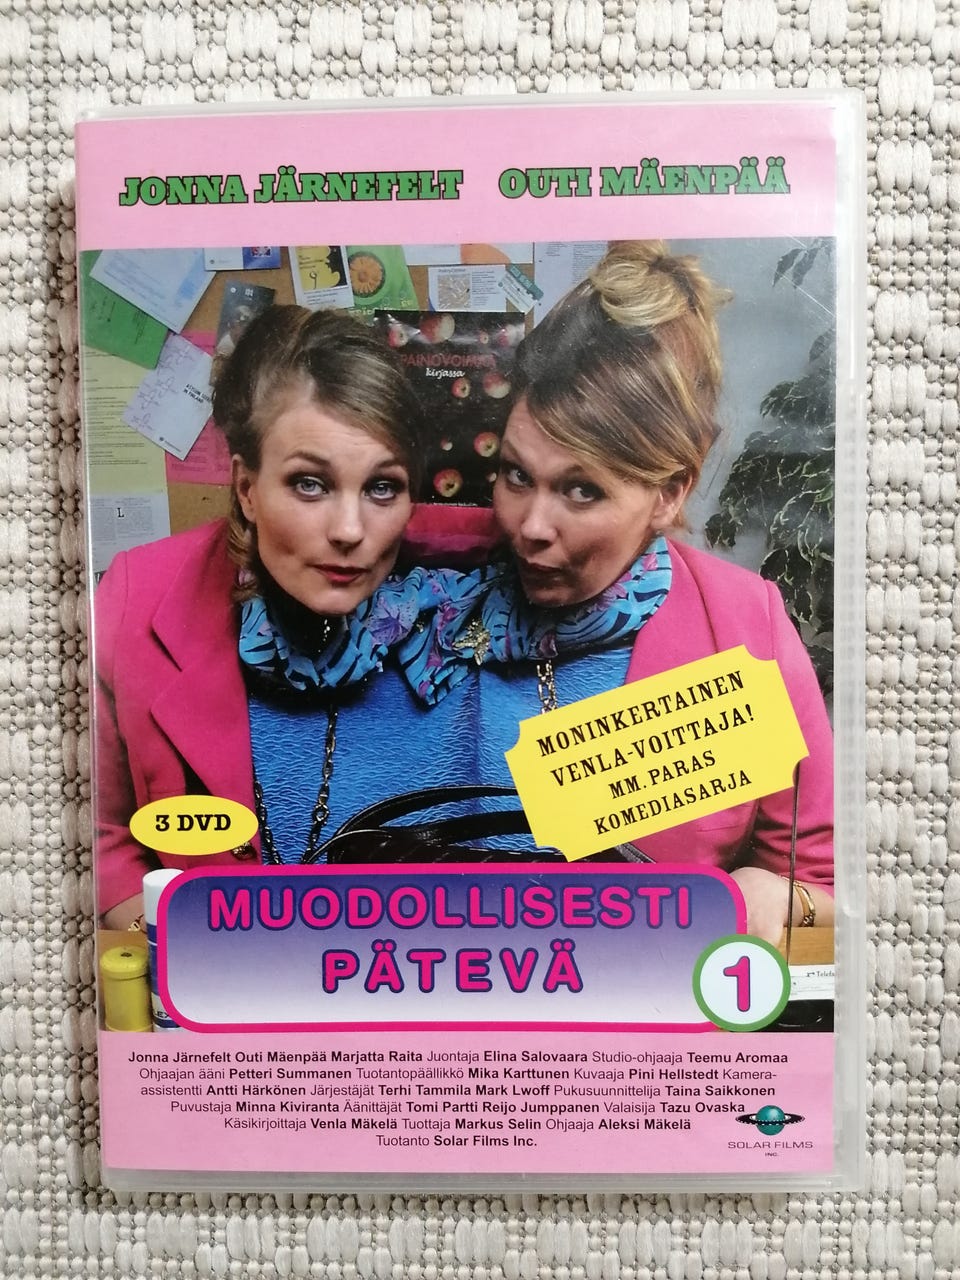 JONNA JÄRNEFELT OUTI MÄENPÄÄ
PAINOVOIMAA
kirjassa
L
MONINKERTAINEN
VENLA-VOITTAJA!
MM. PARAS
KOMEDIASARJA
3 DVD
MUODOLLISESTI
PÄTEVÄ
1
Jonna Järnefelt Outi Mäenpää Marjatta Raita Juontaja Elina Salovaara Studio-ohjaaja Teemu Aromaa
Ohjaajan ääni Petteri Summanen Tuotantopäällikkö Mika Karttunen Kuvaaja Pini Hellstedt Kamera-
assistentti Antti Härkönen Järjestäjät Terhi Tammila Mark Lwoff Pukusuunnittelija Taina Saikkonen
Puvustaja Minna Kiviranta Äänittäjät Tomi Partti Reijo Jumppanen Valaisija Tazu Ovaska
Käsikirjoittaja Venla Mäkelä Tuottaja Markus Selin Ohjaaja Aleksi Mäkelä
Tuotanto Solar Films Inc.
SOLAR FILMS
INC.